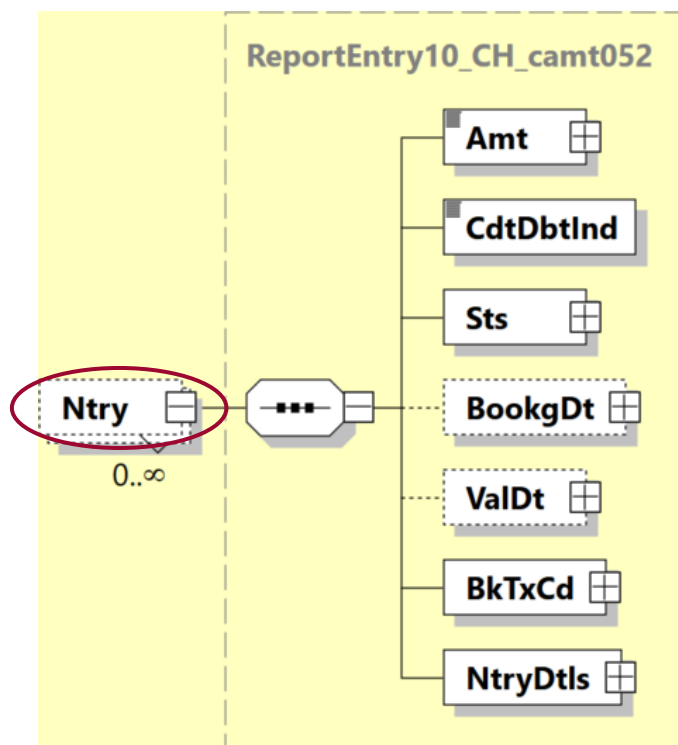 ReportEntry10_CH_camt052
Amt
CdtDbtInd
Sts
Ntry
BookgDt
0..∞
ValDt
BkTxCd
NtryDtls